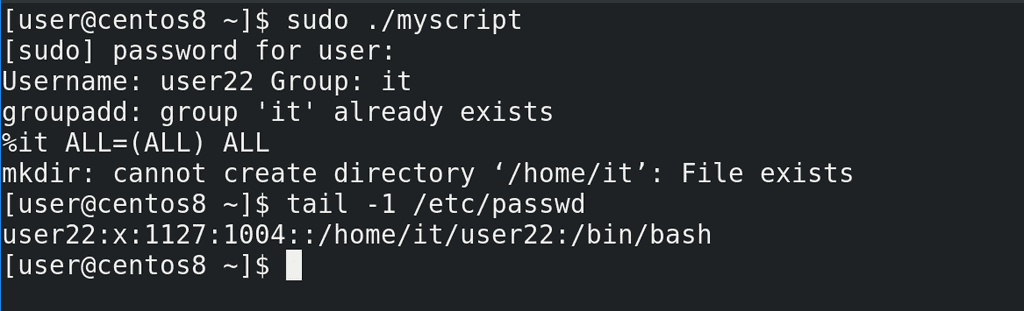 [user@centos8 ~]$ sudo ./myscript
[sudo] password for user:
Username: user22 Group: it
groupadd: group 'it' already exists
%it ALL=(ALL) ALL
mkdir: cannot create directory ‘/home/it’: File exists
[user@centos8 ~]$ tail -1 /etc/passwd
user22:x:1127:1004::/home/it/user22:/bin/bash
[user@centos8 ~]$